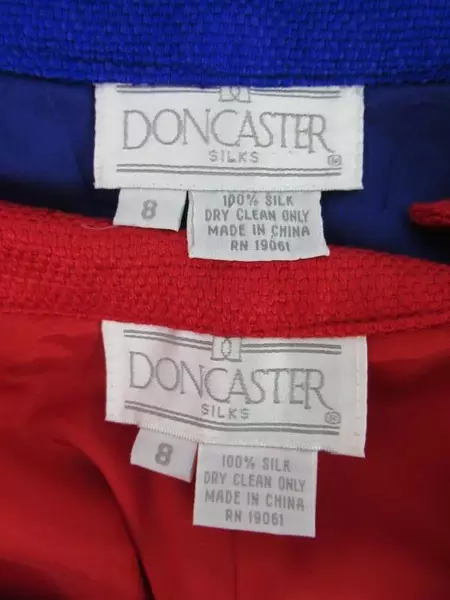 D
DONCASTER
SILKS ®
8
100% SILK
DRY CLEAN ONLY
MADE IN CHINA
RN 19061
D
DONCASTER
SILKS ®
8
100% SILK
DRY CLEAN ONLY
MADE IN CHINA
RN 19061